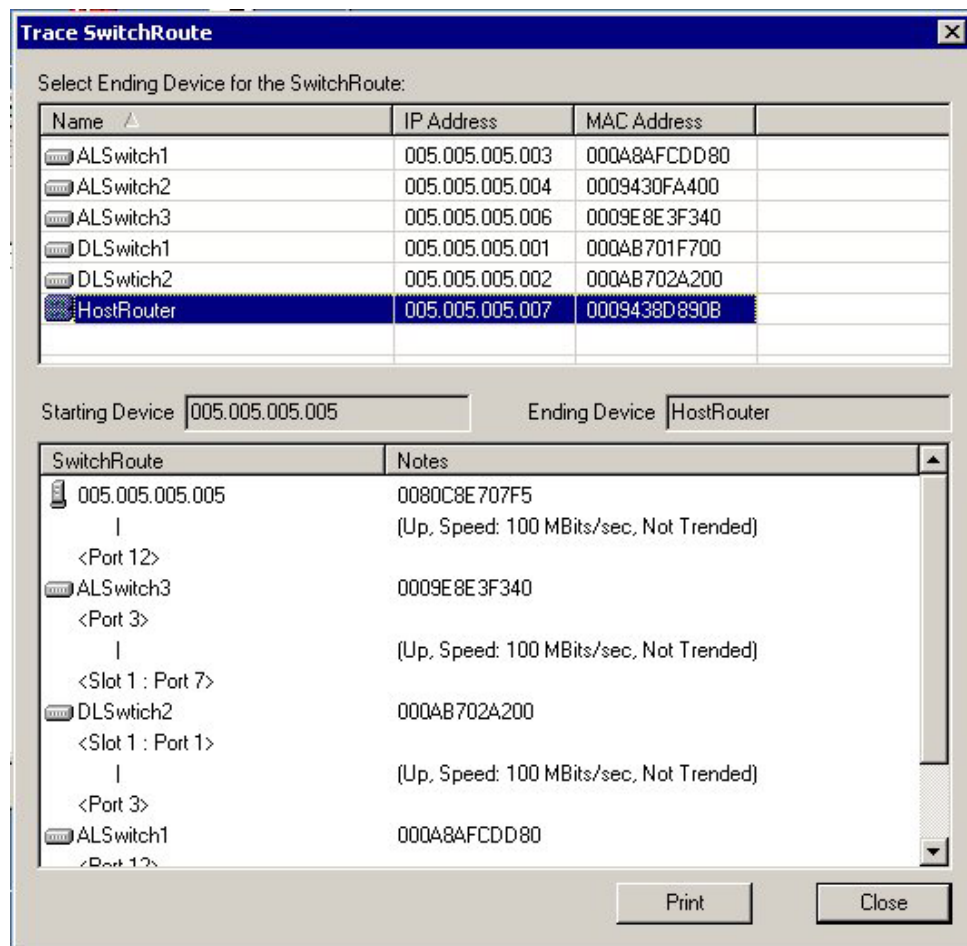 Trace SwitchRoute
Select Ending Device for the SwitchRoute:
Name IP Address MAC Address
ALSwitch1 005.005.005.003 000A8AFCDD80
ALSwitch2 005.005.005.004 0009430FA400
ALSwitch3 005.005.005.006 0009E8E3F340
DLSwitch1 005.005.005.001 000AB701F700
DLSwtich2 005.005.005.002 000AB702A200
HostRouter 005.005.005.007 0009438D890B
Starting Device 005.005.005.005 Ending Device HostRouter
SwitchRoute Notes
005.005.005.005 0080C8E707F5
| (Up, Speed: 100 MBits/sec, Not Trended)
<Port 12>
ALSwitch3 0009E8E3F340
<Port 3>
| (Up, Speed: 100 MBits/sec, Not Trended)
<Slot 1 : Port 7>
DLSwtich2 000AB702A200
<Slot 1 : Port 1>
| (Up, Speed: 100 MBits/sec, Not Trended)
<Port 3>
ALSwitch1 000A8AFCDD80
<Port 12>
Print Close